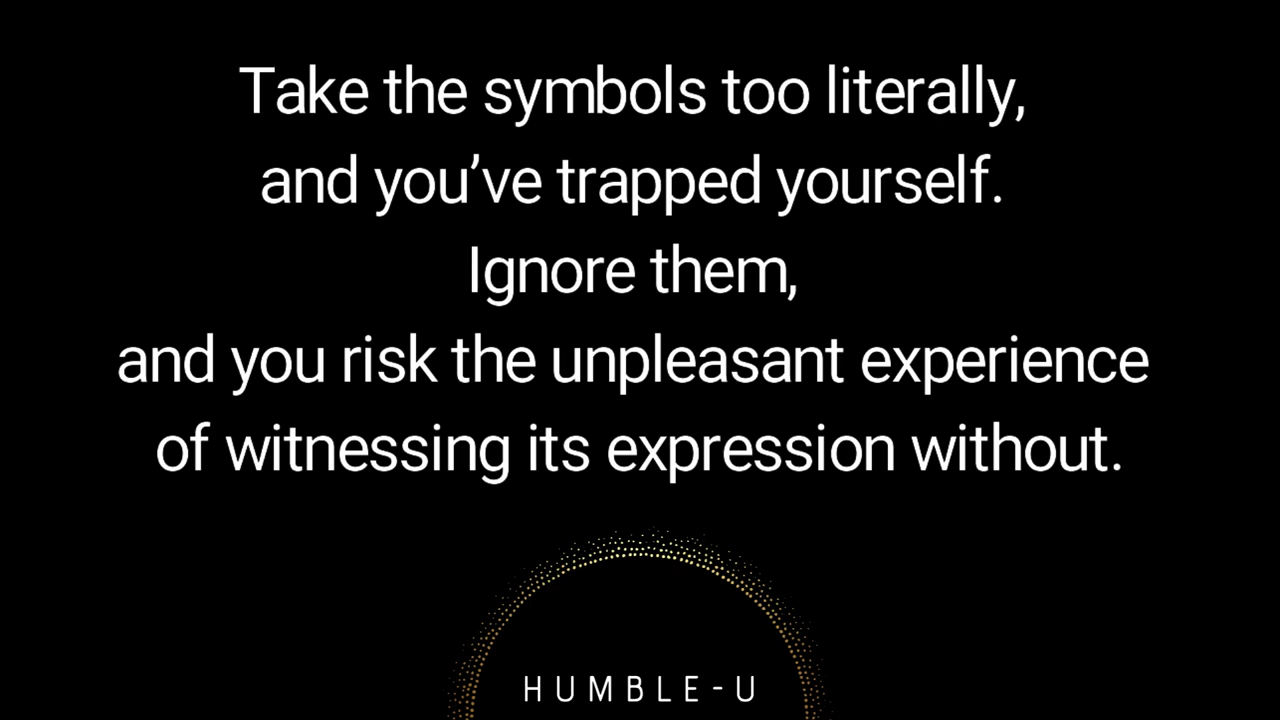 Take the symbols too literally,
and you’ve trapped yourself.
Ignore them,
and you risk the unpleasant experience
of witnessing its expression without.
HUMBLE-U